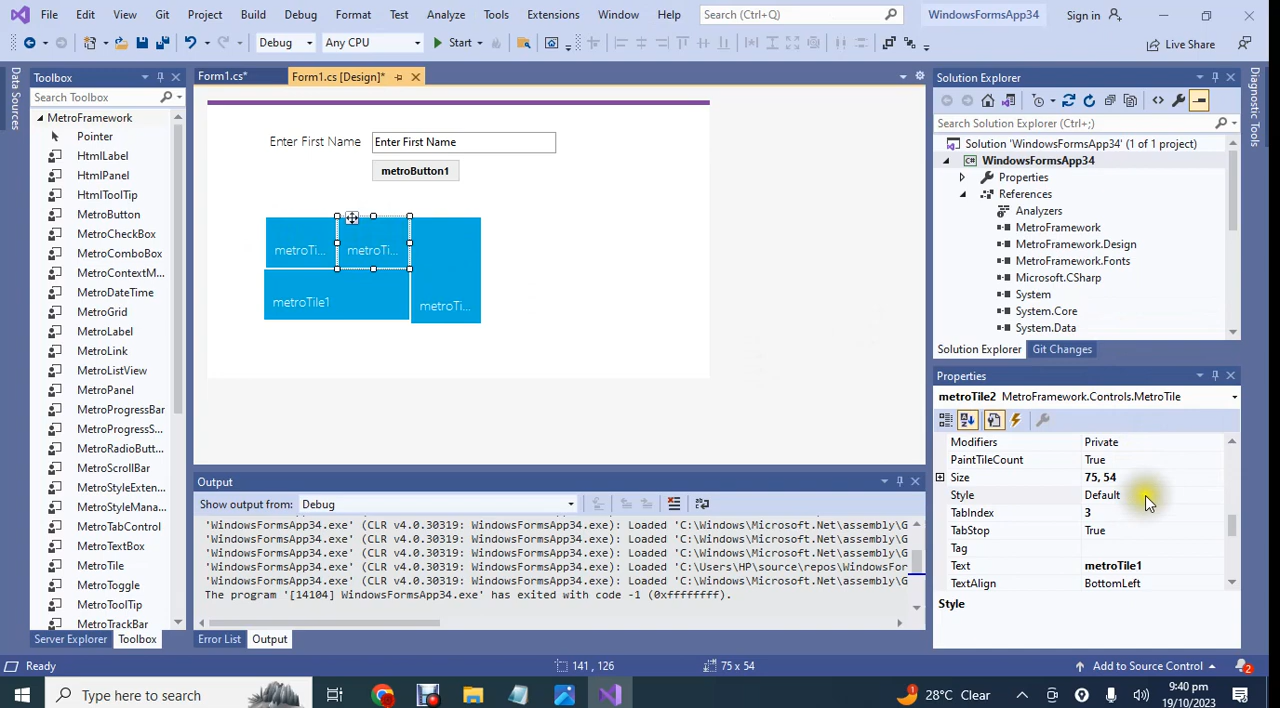 File Edit View Git Project Build Debug Format Test Analyze Tools Extensions Window Help Search (Ctrl+Q) WindowsFormsApp34 Sign in
Debug Any CPU Start Live Share
Data Sources
Toolbox
Search Toolbox
MetroFramework
Pointer
HtmlLabel
HtmlPanel
HtmlToolTip
MetroButton
MetroCheckBox
MetroComboBox
MetroContextM...
MetroDateTime
MetroGrid
MetroLabel
MetroLink
MetroListView
MetroPanel
MetroProgressBar
MetroProgressS...
MetroRadioButt...
MetroScrollBar
MetroStyleExten...
MetroStyleMana...
MetroTabControl
MetroTextBox
MetroTile
MetroToggle
MetroToolTip
MetroTrackBar
Server Explorer Toolbox
Form1.cs* Form1.cs [Design]*
Enter First Name Enter First Name
metroButton1
metroTi... metroTi...
metroTile1 metroTi...
Output
Show output from: Debug
'WindowsFormsApp34.exe' (CLR v4.0.30319: WindowsFormsApp34.exe): Loaded 'C:\Windows\Microsoft.Net\assembly\G
'WindowsFormsApp34.exe' (CLR v4.0.30319: WindowsFormsApp34.exe): Loaded 'C:\Windows\Microsoft.Net\assembly\G
'WindowsFormsApp34.exe' (CLR v4.0.30319: WindowsFormsApp34.exe): Loaded 'C:\Windows\Microsoft.Net\assembly\G
'WindowsFormsApp34.exe' (CLR v4.0.30319: WindowsFormsApp34.exe): Loaded 'C:\Users\HP\source\repos\WindowsFor
'WindowsFormsApp34.exe' (CLR v4.0.30319: WindowsFormsApp34.exe): Loaded 'C:\Windows\Microsoft.Net\assembly\G
The program '[14104] WindowsFormsApp34.exe' has exited with code -1 (0xffffffff).
Error List Output
Solution Explorer
Search Solution Explorer (Ctrl+;)
Solution 'WindowsFormsApp34' (1 of 1 project)
WindowsFormsApp34
Properties
References
Analyzers
MetroFramework
MetroFramework.Design
MetroFramework.Fonts
Microsoft.CSharp
System
System.Core
System.Data
Solution Explorer Git Changes
Properties
metroTile2 MetroFramework.Controls.MetroTile
Modifiers Private
PaintTileCount True
Size 75, 54
Style Default
TabIndex 3
TabStop True
Tag
Text metroTile1
TextAlign BottomLeft
Style
Diagnostic Tools
Ready 141, 126 75 x 54 Add to Source Control 2
Type here to search 1 28°C Clear 9:40 pm
19/10/2023